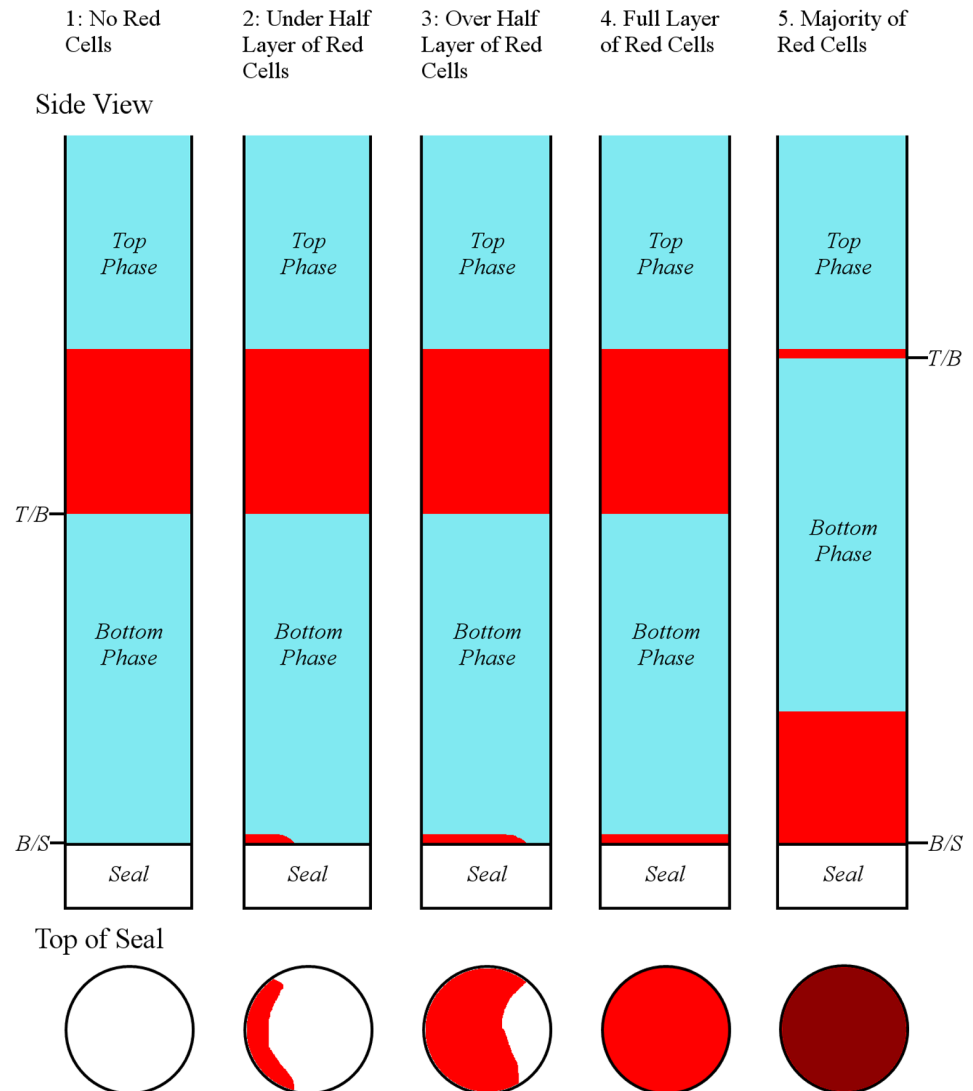 1: No Red
Cells
2: Under Half
Layer of Red
Cells
3: Over Half
Layer of Red
Cells
4. Full Layer
of Red Cells
5. Majority of
Red Cells
Side View
Top
Phase
Top
Phase
Top
Phase
Top
Phase
Top
Phase
T/B
T/B
Bottom
Phase
Bottom
Phase
Bottom
Phase
Bottom
Phase
Bottom
Phase
B/S
B/S
Seal
Seal
Seal
Seal
Seal
Top of Seal